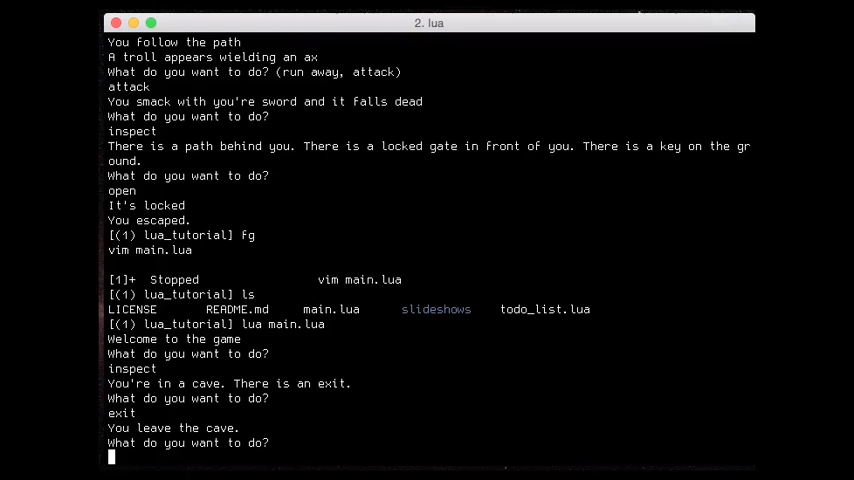 2. lua
You follow the path
A troll appears wielding an ax
What do you want to do? (run away, attack)
attack
You smack with you're sword and it falls dead
What do you want to do?
inspect
There is a path behind you. There is a locked gate in front of you. There is a key on the gr
ound.
What do you want to do?
open
It's locked
You escaped.
[(1) lua_tutorial] fg
vim main.lua
[1]+  Stopped                 vim main.lua
[(1) lua_tutorial] ls
LICENSE       README.md     main.lua      slideshows    todo_list.lua
[(1) lua_tutorial] lua main.lua
Welcome to the game
What do you want to do?
inspect
You're in a cave. There is an exit.
What do you want to do?
exit
You leave the cave.
What do you want to do?